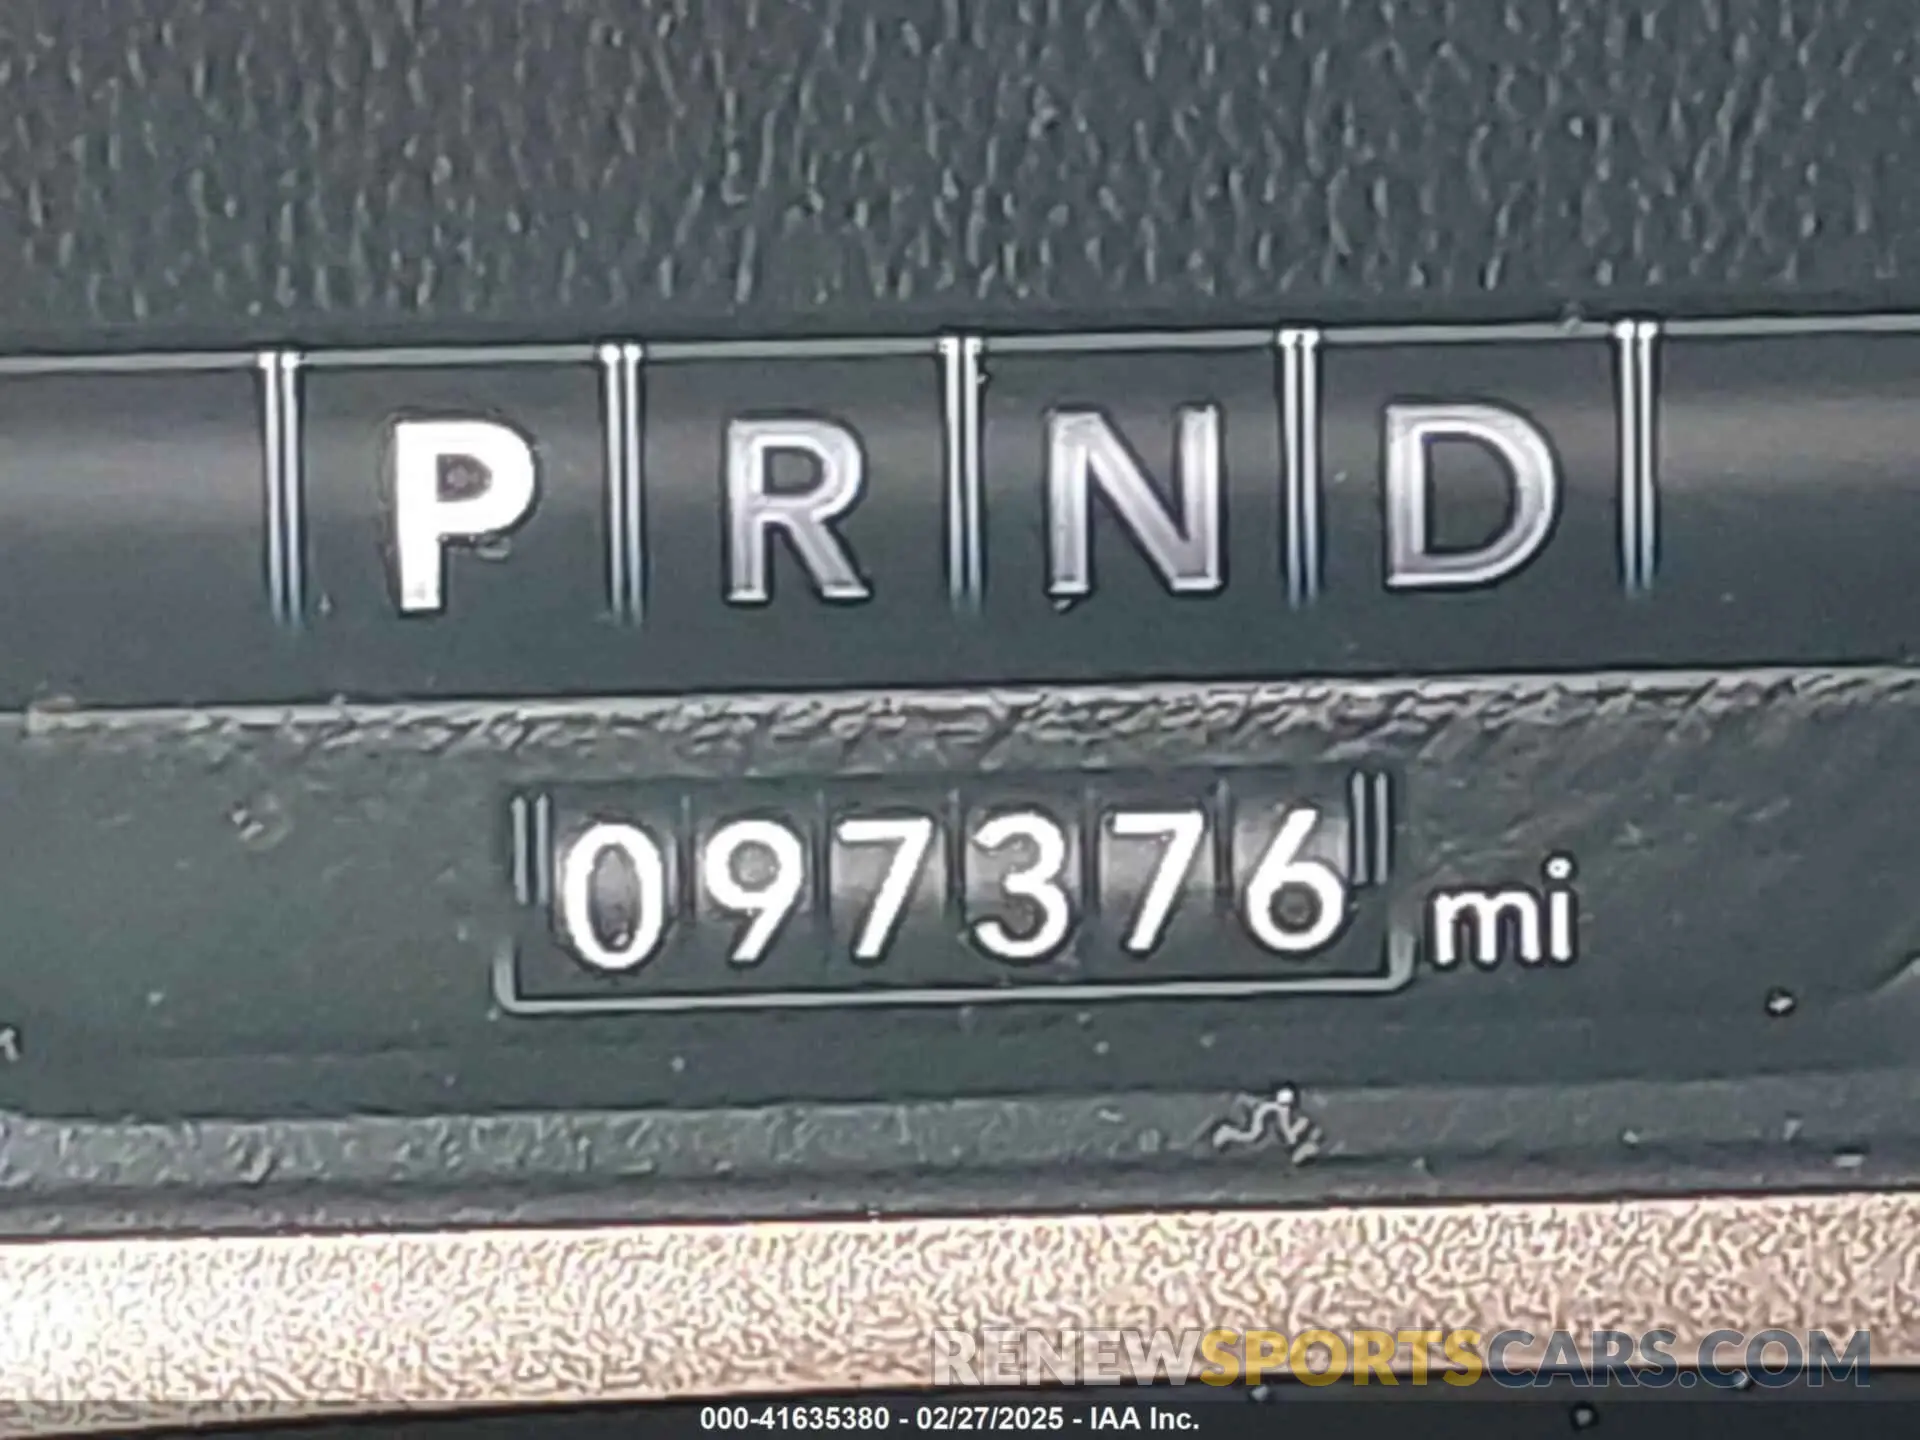 P R N D
097376 mi
RENEWSPORTSCARS.COM
000-41635380 - 02/27/2025 - IAA Inc.